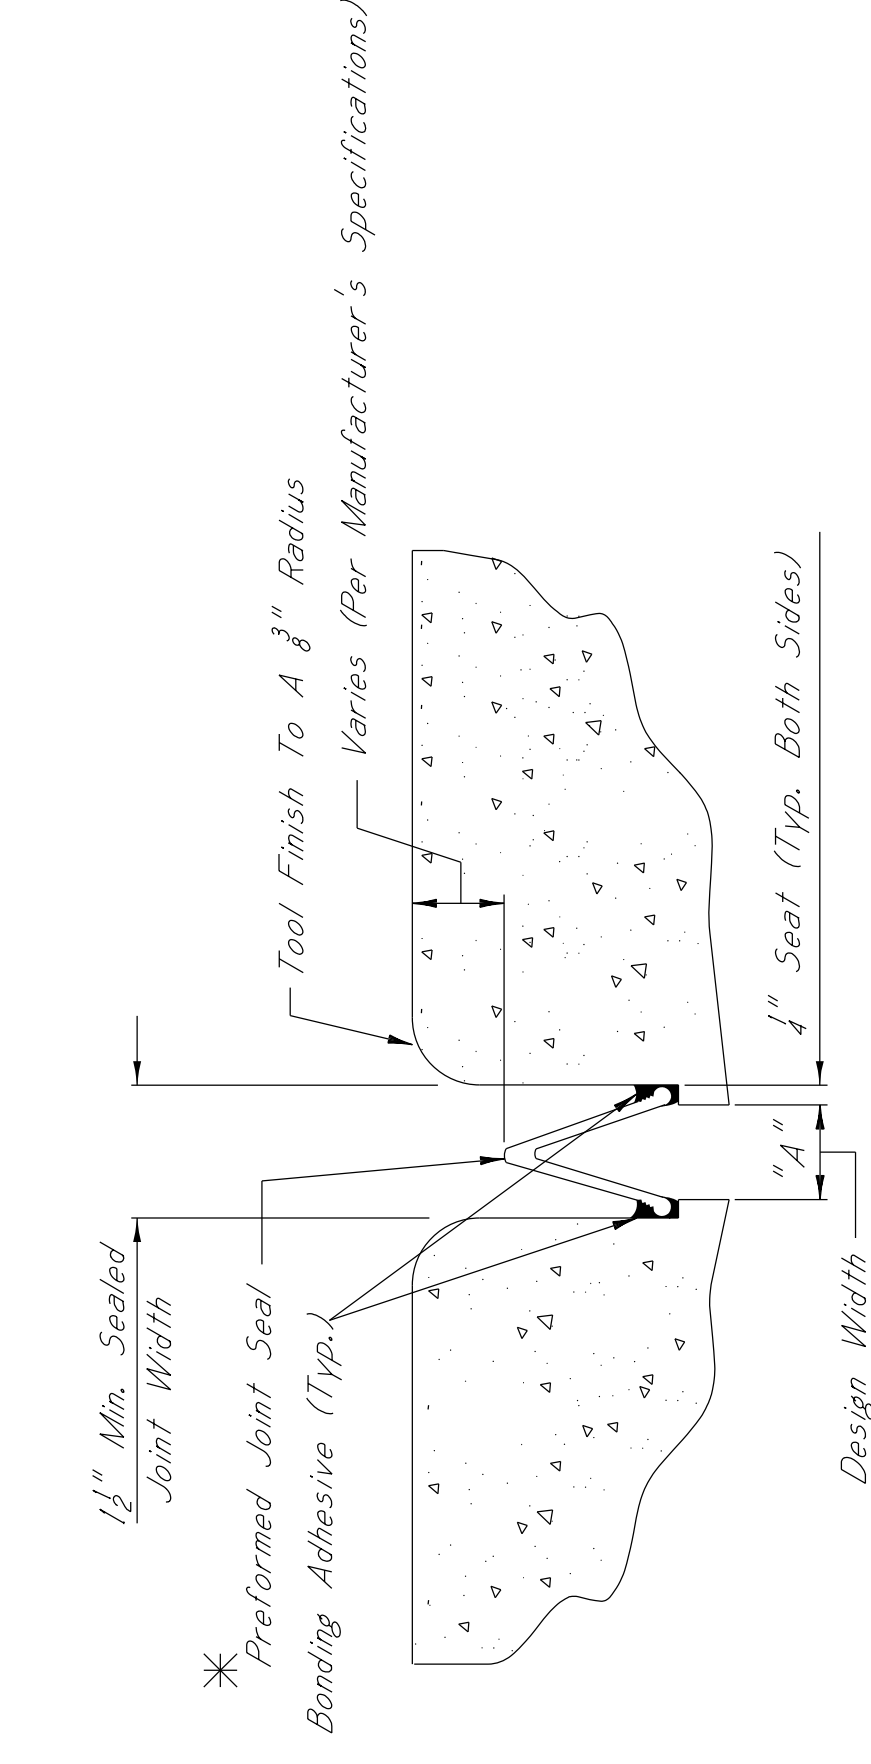 1 1/2" Min. Sealed
Joint Width
Tool Finish To A 3/8" Radius
Varies (Per Manufacturer's Specifications)
* Preformed Joint Seal
Bonding Adhesive (Typ.)
1/4" Seat (Typ. Both Sides)
"A"
Design Width